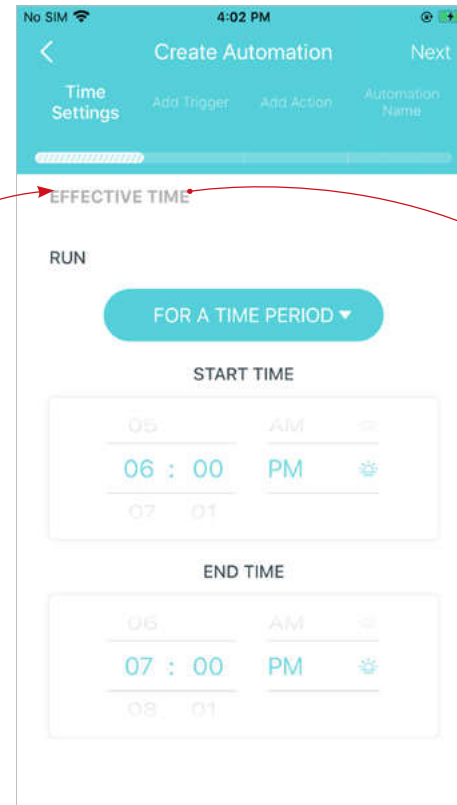 No SIM 4:02 PM
Create Automation Next
Time Settings Add Trigger Add Action Automation Name
EFFECTIVE TIME
RUN
FOR A TIME PERIOD
START TIME
05 AM
06 : 00 PM
07 01
END TIME
06 AM
07 : 00 PM
08 01